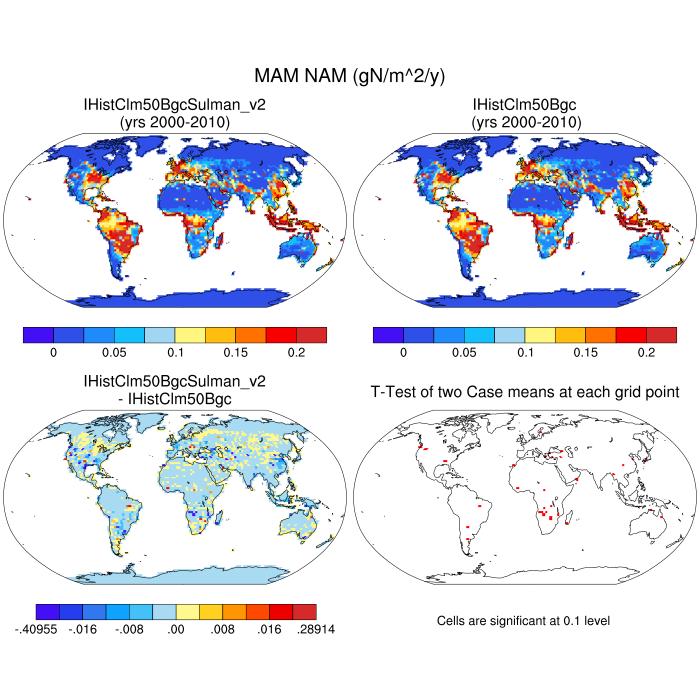 MAM NAM (gN/m^2/y)
IHistClm50BgcSulman_v2
(yrs 2000-2010)
IHistClm50Bgc
(yrs 2000-2010)
0 0.05 0.1 0.15 0.2
0 0.05 0.1 0.15 0.2
IHistClm50BgcSulman_v2
- IHistClm50Bgc
T-Test of two Case means at each grid point
-.40955 -.016 -.008 .00 .008 .016 .28914
Cells are significant at 0.1 level